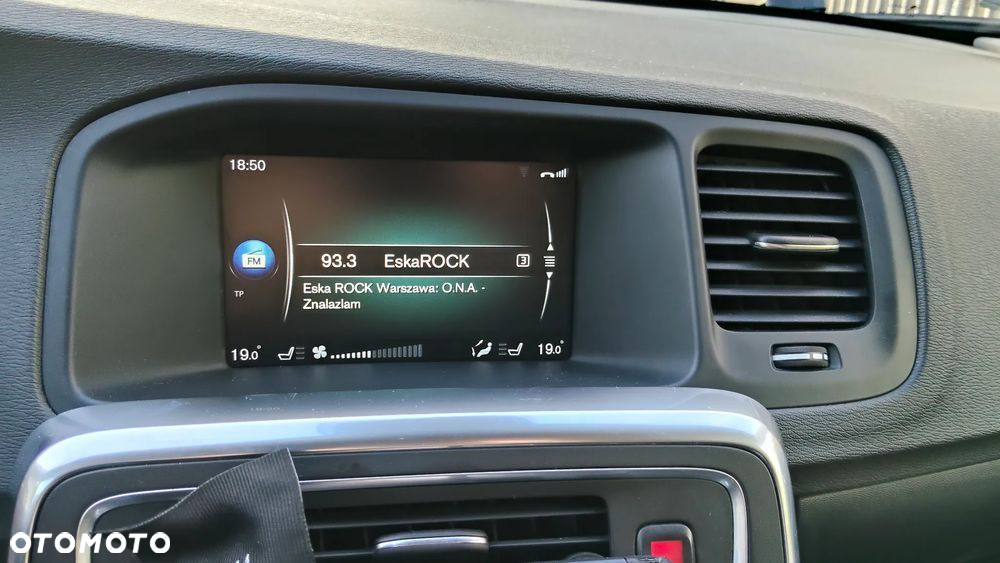 18:50
FM
93.3 EskaROCK 3
TP
Eska ROCK Warszawa: O.N.A. -
Znalazlam
19.0° 19.0°
OTOMOTO